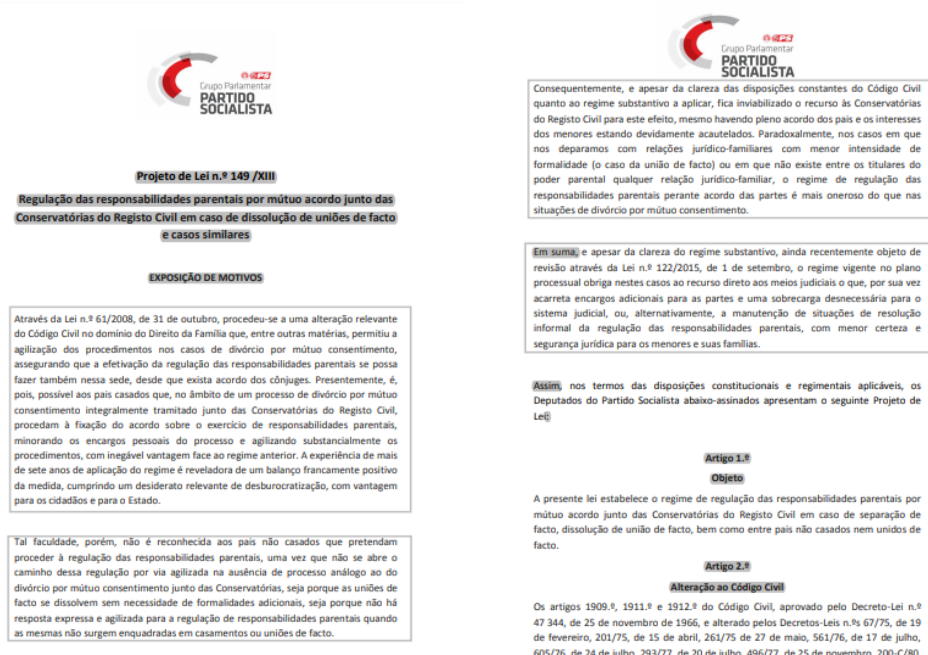 PS
Grupo Parlamentar
PARTIDO
SOCIALISTA
Projeto de Lei n.º 149 /XIII
Regulação das responsabilidades parentais por mútuo acordo junto das
Conservatórias do Registo Civil em caso de dissolução de uniões de facto
e casos similares
EXPOSIÇÃO DE MOTIVOS
Através da Lei n.º 61/2008, de 31 de outubro, procedeu-se a uma alteração relevante
do Código Civil no domínio do Direito da Família que, entre outras matérias, permitiu a
agilização dos procedimentos nos casos de divórcio por mútuo consentimento,
assegurando que a efetivação da regulação das responsabilidades parentais se possa
fazer também nessa sede, desde que exista acordo dos cônjuges. Presentemente, é,
pois, possível aos pais casados que, no âmbito de um processo de divórcio por mútuo
consentimento integralmente tramitado junto das Conservatórias do Registo Civil,
procedam à fixação do acordo sobre o exercício de responsabilidades parentais,
minorando os encargos pessoais do processo e agilizando substancialmente os
procedimentos, com inegável vantagem face ao regime anterior. A experiência de mais
de sete anos de aplicação do regime é reveladora de um balanço francamente positivo
da medida, cumprindo um desiderato relevante de desburocratização, com vantagem
para os cidadãos e para o Estado.
Tal faculdade, porém, não é reconhecida aos pais não casados que pretendam
proceder à regulação das responsabilidades parentais, uma vez que não se abre o
caminho dessa regulação por via agilizada na ausência de processo análogo ao do
divórcio por mútuo consentimento junto das Conservatórias, seja porque as uniões de
facto se dissolvem sem necessidade de formalidades adicionais, seja porque não há
resposta expressa e agilizada para a regulação de responsabilidades parentais quando
as mesmas não surgem enquadradas em casamentos ou uniões de facto.
PS
Grupo Parlamentar
PARTIDO
SOCIALISTA
Consequentemente, e apesar da clareza das disposições constantes do Código Civil
quanto ao regime substantivo a aplicar, fica inviabilizado o recurso às Conservatórias
do Registo Civil para este efeito, mesmo havendo pleno acordo dos pais e os interesses
dos menores estando devidamente acautelados. Paradoxalmente, nos casos em que
nos deparamos com relações jurídico-familiares com menor intensidade de
formalidade (o caso da união de facto) ou em que não existe entre os titulares do
poder parental qualquer relação jurídico-familiar, o regime de regulação das
responsabilidades parentais perante acordo das partes é mais oneroso do que nas
situações de divórcio por mútuo consentimento.
Em suma, e apesar da clareza do regime substantivo, ainda recentemente objeto de
revisão através da Lei n.º 122/2015, de 1 de setembro, o regime vigente no plano
processual obriga nestes casos ao recurso direto aos meios judiciais o que, por sua vez
acarreta encargos adicionais para as partes e uma sobrecarga desnecessária para o
sistema judicial, ou, alternativamente, a manutenção de situações de resolução
informal da regulação das responsabilidades parentais, com menor certeza e
segurança jurídica para os menores e suas famílias.
Assim, nos termos das disposições constitucionais e regimentais aplicáveis, os
Deputados do Partido Socialista abaixo-assinados apresentam o seguinte Projeto de
Lei:
Artigo 1.º
Objeto
A presente lei estabelece o regime de regulação das responsabilidades parentais por
mútuo acordo junto das Conservatórias do Registo Civil em caso de separação de
facto, dissolução de união de facto, bem como entre pais não casados nem unidos de
facto.
Artigo 2.º
Alteração ao Código Civil
Os artigos 1909.º, 1911.º e 1912.º do Código Civil, aprovado pelo Decreto-Lei n.º
47 344, de 25 de novembro de 1966, e alterado pelos Decretos-Leis n.ºs 67/75, de 19
de fevereiro, 201/75, de 15 de abril, 261/75 de 27 de maio, 561/76, de 17 de julho,
605/76, de 24 de julho, 293/77, de 20 de julho, 496/77, de 25 de novembro, 200-C/80,